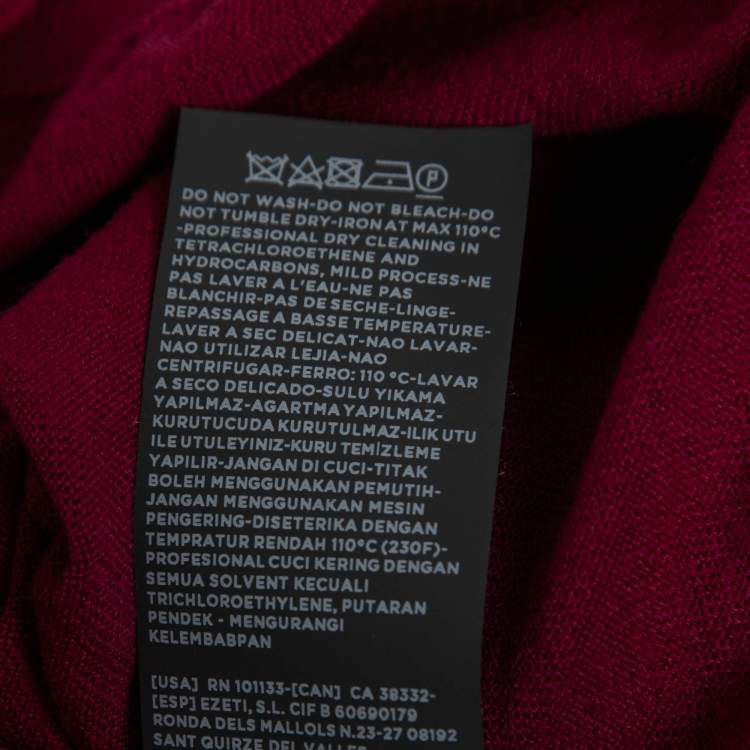 P
DO NOT WASH-DO NOT BLEACH-DO
NOT TUMBLE DRY-IRON AT MAX 110°C
-PROFESSIONAL DRY CLEANING IN
TETRACHLOROETHENE AND
HYDROCARBONS, MILD PROCESS-NE
PAS LAVER A L'EAU-NE PAS
BLANCHIR-PAS DE SECHE-LINGE-
REPASSAGE A BASSE TEMPERATURE-
LAVER A SEC DELICAT-NAO LAVAR-
NAO UTILIZAR LEJIA-NAO
CENTRIFUGAR-FERRO: 110 °C-LAVAR
A SECO DELICADO-SULU YIKAMA
YAPILMAZ-AGARTMA YAPILMAZ-
KURUTUCUDA KURUTULMAZ-ILIK UTU
ILE UTULEYINIZ-KURU TEMİZLEME
YAPILIR-JANGAN DI CUCI-TITAK
BOLEH MENGGUNAKAN PEMUTIH-
JANGAN MENGGUNAKAN MESIN
PENGERING-DISETERIKA DENGAN
TEMPRATUR RENDAH 110°C (230F)-
PROFESIONAL CUCI KERING DENGAN
SEMUA SOLVENT KECUALI
TRICHLOROETHYLENE, PUTARAN
PENDEK - MENGURANGI
KELEMBABPAN
[USA] RN 101133-[CAN] CA 38332-
[ESP] EZETI, S.L. CIF B 60690179
RONDA DELS MALLOLS N.23-27 08192
SANT QUIRZE DEL VALLES